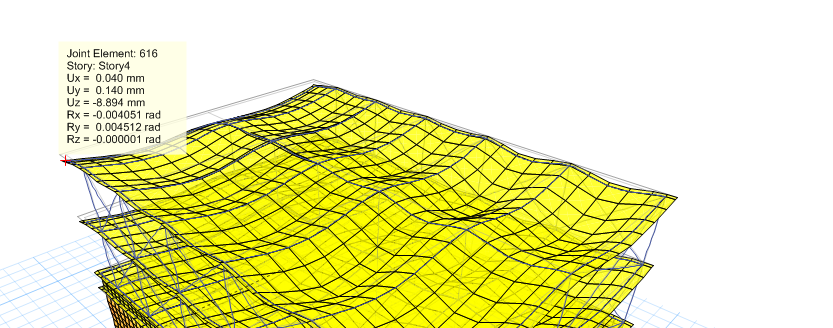 Joint Element: 616
Story: Story4
Ux = 0.040 mm
Uy = 0.140 mm
Uz = -8.894 mm
Rx = -0.004051 rad
Ry = 0.004512 rad
Rz = -0.000001 rad